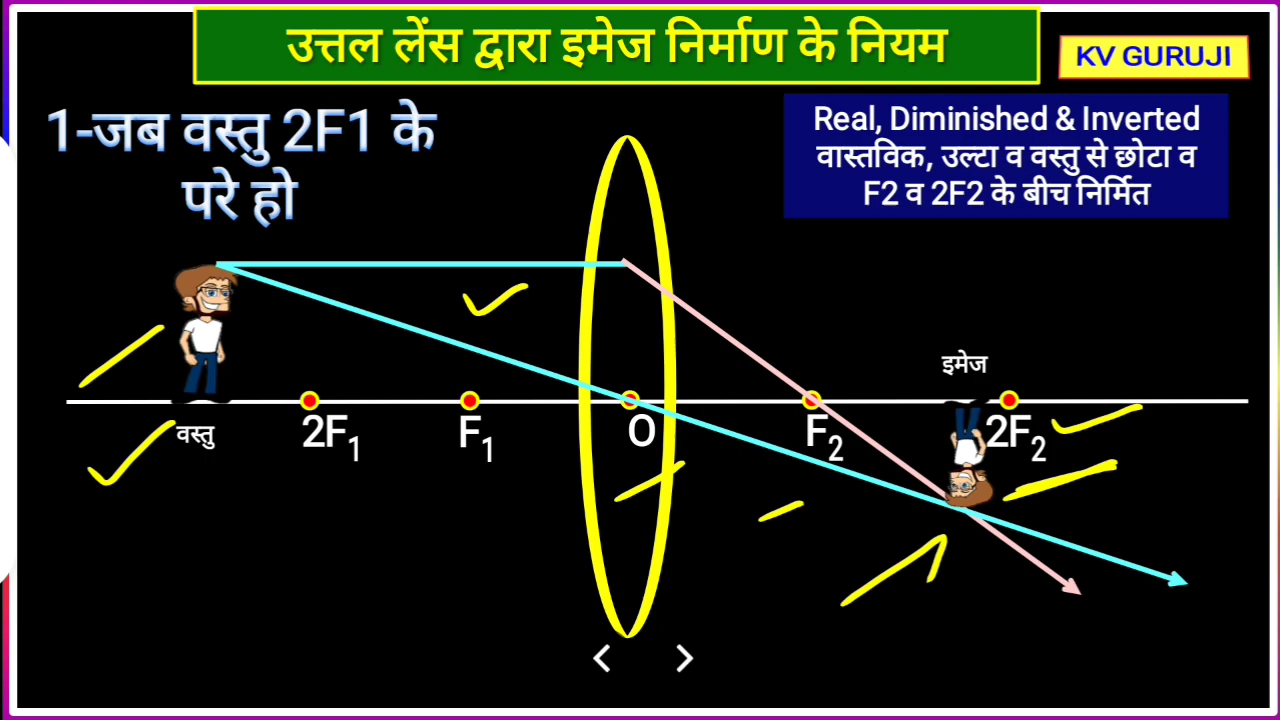 उत्तल लेंस द्वारा इमेज निर्माण के नियम
KV GURUJI
1-जब वस्तु 2F1 के
परे हो
Real, Diminished & Inverted
वास्तविक, उल्टा व वस्तु से छोटा व
F2 व 2F2 के बीच निर्मित
इमेज
वस्तु
2F₁
F₁
O
F₂
2F₂